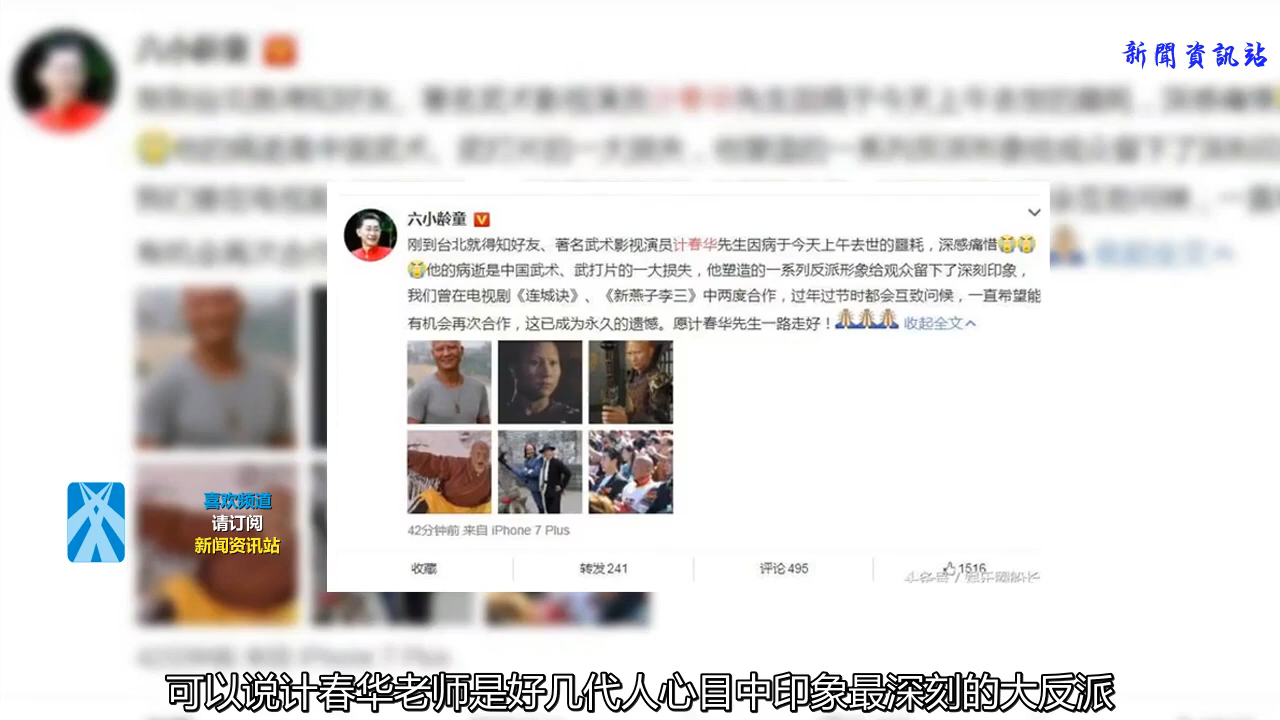 新聞資訊站
六小龄童
刚到台北就得知好友、著名武术影视演员计春华先生因病于今天上午去世的噩耗，深感痛惜
他的病逝是中国武术、武打片的一大损失，他塑造的一系列反派形象给观众留下了深刻印象，
我们曾在电视剧《连城诀》、《新燕子李三》中两度合作，过年过节时都会互致问候，一直希望能
有机会再次合作，这已成为永久的遗憾。愿计春华先生一路走好！ 收起全文
42分钟前 来自 iPhone 7 Plus
收藏 转发 241 评论 495 1516
喜欢频道
请订阅
新闻资讯站
可以说计春华老师是好几代人心目中印象最深刻的大反派